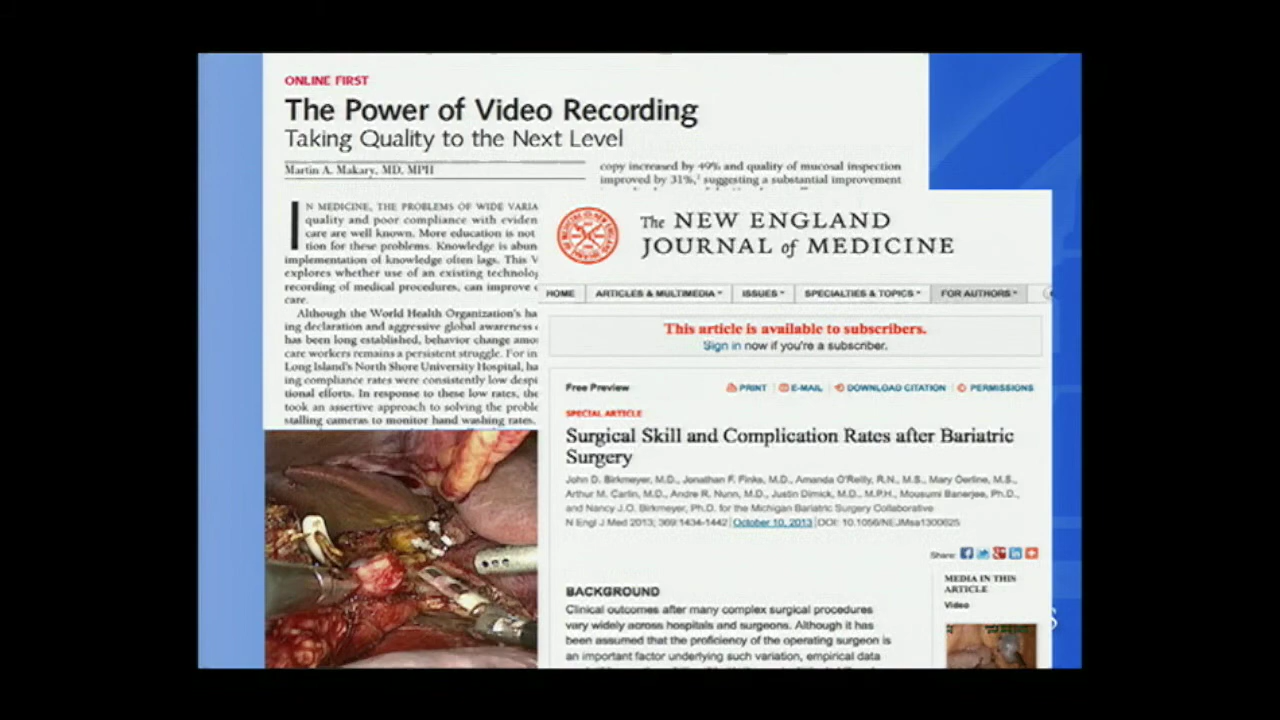 ONLINE FIRST
The Power of Video Recording
Taking Quality to the Next Level
Martin A. Makary, MD, MPH
copy increased by 49% and quality of mucosal inspection
improved by 31%, suggesting a substantial improvement
IN MEDICINE, THE PROBLEMS OF WIDE VARIA
quality and poor compliance with eviden
care are well known. More education is not
tion for these problems. Knowledge is abun
implementation of knowledge often lags. This V
explores whether use of an existing technolo
recording of medical procedures, can improve
care.
Although the World Health Organization's ha
ing declaration and aggressive global awareness
has been long established, behavior change amo
care workers remains a persistent struggle. For in
Long Island's North Shore University Hospital, ha
ing compliance rates were consistently low despi
tional efforts. In response to these low rates, the
took an assertive approach to solving the proble
stalling cameras to monitor hand washing rates.
The NEW ENGLAND
JOURNAL of MEDICINE
HOME ARTICLES & MULTIMEDIA ISSUES SPECIALTIES & TOPICS FOR AUTHORS
This article is available to subscribers.
Sign in now if you're a subscriber.
Free Preview PRINT E-MAIL DOWNLOAD CITATION PERMISSIONS
SPECIAL ARTICLE
Surgical Skill and Complication Rates after Bariatric
Surgery
John D. Birkmeyer, M.D., Jonathan F. Finks, M.D., Amanda O'Reilly, R.N., M.S., Mary Oerline, M.S.,
Arthur M. Carlin, M.D., Andre R. Nunn, M.D., Justin Dimick, M.D., M.P.H., Mousumi Banerjee, Ph.D.,
and Nancy J.O. Birkmeyer, Ph.D. for the Michigan Bariatric Surgery Collaborative
N Engl J Med 2013; 369:1434-1442 | October 10, 2013 | DOI: 10.1056/NEJMsa1300625
Share:
BACKGROUND
Clinical outcomes after many complex surgical procedures
vary widely across hospitals and surgeons. Although it has
been assumed that the proficiency of the operating surgeon is
an important factor underlying such variation, empirical data
MEDIA IN THIS
ARTICLE
Video
S